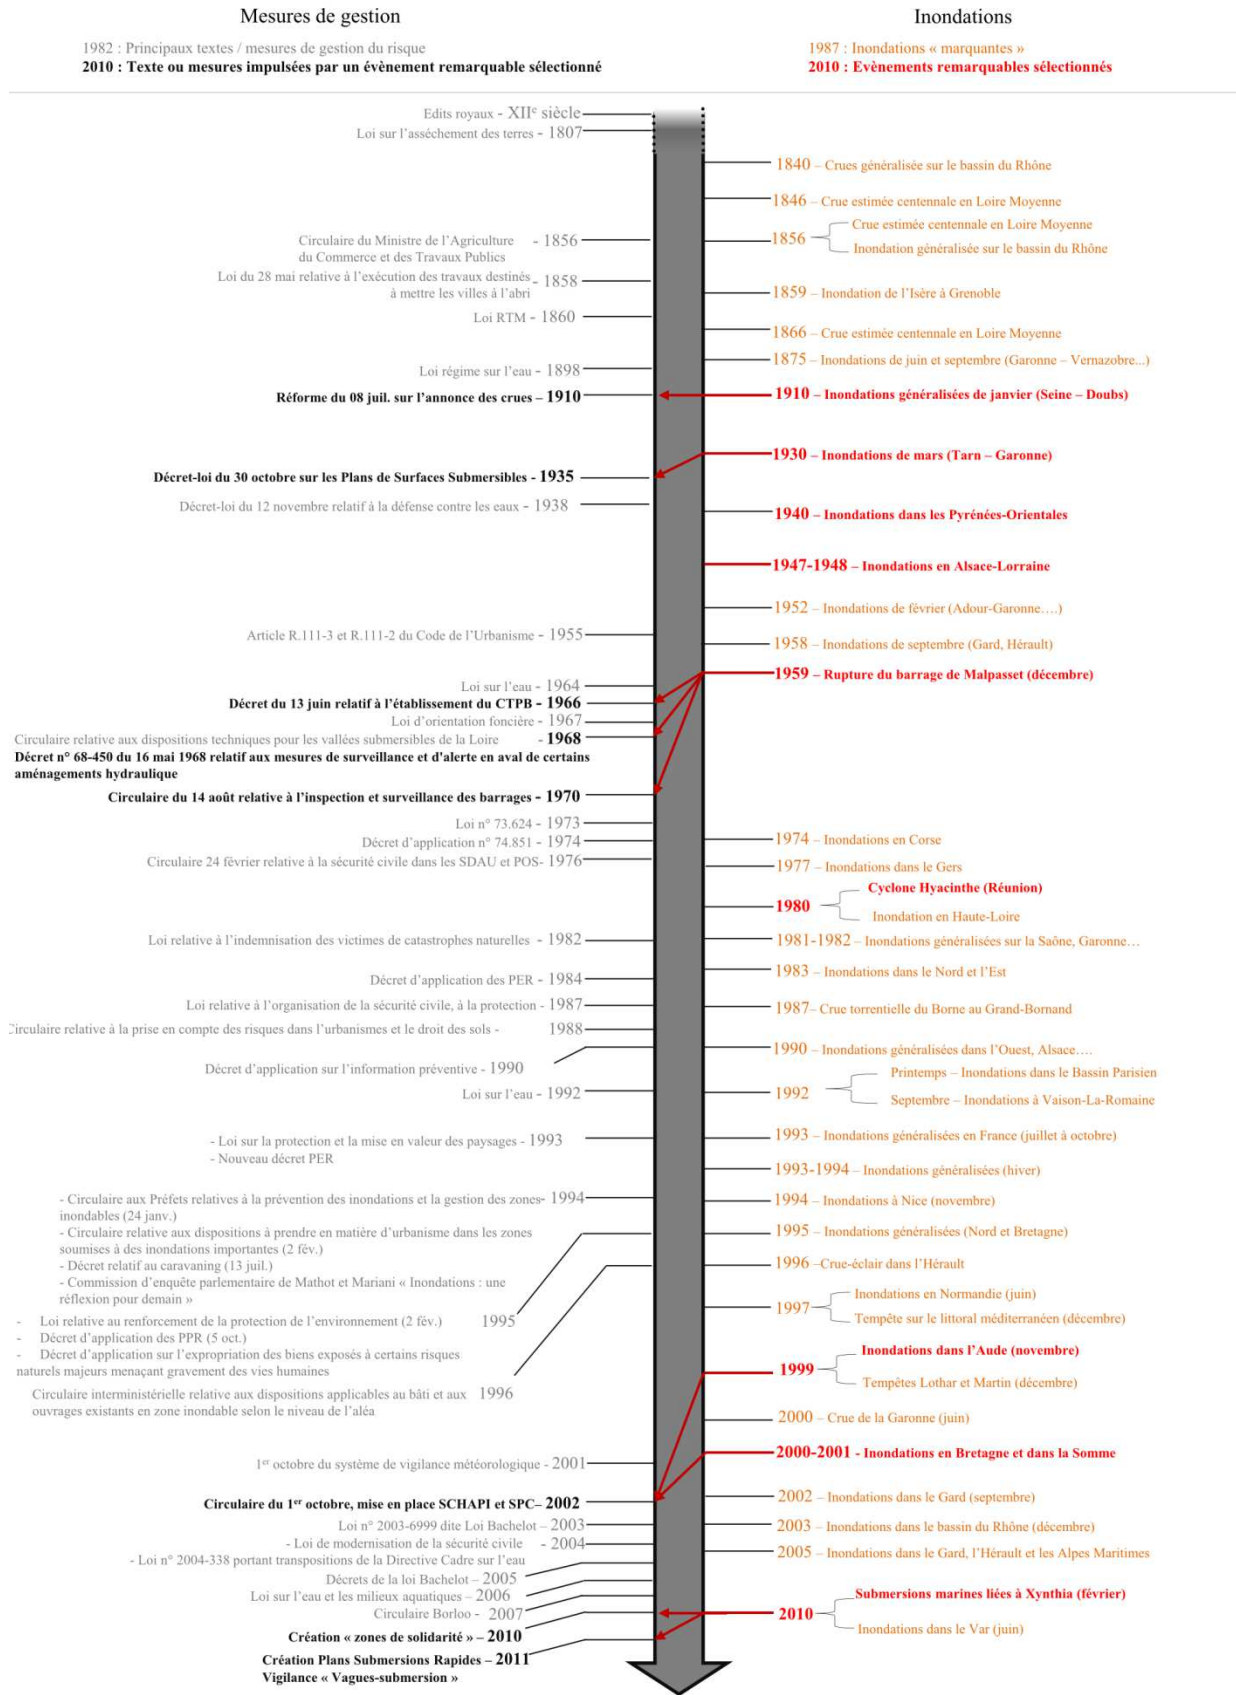 Mesures de gestion
Inondations
1982 : Principaux textes / mesures de gestion du risque
2010 : Texte ou mesures impulsées par un évènement remarquable sélectionné
1987 : Inondations « marquantes »
2010 : Evènements remarquables sélectionnés
Edits royaux - XIIe siècle
Loi sur l'asséchement des terres - 1807
1840 – Crues généralisée sur le bassin du Rhône
1846 – Crue estimée centennale en Loire Moyenne
Circulaire du Ministre de l'Agriculture - 1856
du Commerce et des Travaux Publics
1856
Crue estimée centennale en Loire Moyenne
Inondation généralisée sur le bassin du Rhône
Loi du 28 mai relative à l'exécution des travaux destinés - 1858
à mettre les villes à l'abri
1859 – Inondation de l'Isère à Grenoble
Loi RTM - 1860
1866 – Crue estimée centennale en Loire Moyenne
1875 – Inondations de juin et septembre (Garonne – Vernazobre...)
Loi régime sur l'eau - 1898
Réforme du 08 juil. sur l'annonce des crues – 1910
1910 – Inondations généralisées de janvier (Seine – Doubs)
1930 – Inondations de mars (Tarn – Garonne)
Décret-loi du 30 octobre sur les Plans de Surfaces Submersibles - 1935
Décret-loi du 12 novembre relatif à la défense contre les eaux - 1938
1940 – Inondations dans les Pyrénées-Orientales
1947-1948 – Inondations en Alsace-Lorraine
1952 – Inondations de février (Adour-Garonne….)
Article R.111-3 et R.111-2 du Code de l'Urbanisme - 1955
1958 – Inondations de septembre (Gard, Hérault)
1959 – Rupture du barrage de Malpasset (décembre)
Loi sur l'eau - 1964
Décret du 13 juin relatif à l'établissement du CTPB - 1966
Loi d'orientation foncière - 1967
Circulaire relative aux dispositions techniques pour les vallées submersibles de la Loire - 1968
Décret n° 68-450 du 16 mai 1968 relatif aux mesures de surveillance et d'alerte en aval de certains
aménagements hydraulique
Circulaire du 14 août relative à l'inspection et surveillance des barrages - 1970
Loi n° 73.624 - 1973
Décret d'application n° 74.851 - 1974
1974 – Inondations en Corse
Circulaire 24 février relative à la sécurité civile dans les SDAU et POS- 1976
1977 – Inondations dans le Gers
1980
Cyclone Hyacinthe (Réunion)
Inondation en Haute-Loire
Loi relative à l'indemnisation des victimes de catastrophes naturelles - 1982
1981-1982 – Inondations généralisées sur la Saône, Garonne…
1983 – Inondations dans le Nord et l'Est
Décret d'application des PER - 1984
Loi relative à l'organisation de la sécurité civile, à la protection - 1987
1987– Crue torrentielle du Borne au Grand-Bornand
Circulaire relative à la prise en compte des risques dans l'urbanismes et le droit des sols - 1988
1990 – Inondations généralisées dans l'Ouest, Alsace….
Décret d'application sur l'information préventive - 1990
Loi sur l'eau - 1992
1992
Printemps – Inondations dans le Bassin Parisien
Septembre – Inondations à Vaison-La-Romaine
- Loi sur la protection et la mise en valeur des paysages - 1993
- Nouveau décret PER
1993 – Inondations généralisées en France (juillet à octobre)
1993-1994 – Inondations généralisées (hiver)
- Circulaire aux Préfets relatives à la prévention des inondations et la gestion des zones- 1994
inondables (24 janv.)
- Circulaire relative aux dispositions à prendre en matière d'urbanisme dans les zones
soumises à des inondations importantes (2 fév.)
- Décret relatif au caravaning (13 juil.)
- Commission d'enquête parlementaire de Mathot et Mariani « Inondations : une
réflexion pour demain »
1994 – Inondations à Nice (novembre)
1995 – Inondations généralisées (Nord et Bretagne)
1996 –Crue-éclair dans l'Hérault
1997
Inondations en Normandie (juin)
Tempête sur le littoral méditerranéen (décembre)
- Loi relative au renforcement de la protection de l'environnement (2 fév.) 1995
- Décret d'application des PPR (5 oct.)
- Décret d'application sur l'expropriation des biens exposés à certains risques
naturels majeurs menaçant gravement des vies humaines
1999
Inondations dans l'Aude (novembre)
Tempêtes Lothar et Martin (décembre)
Circulaire interministérielle relative aux dispositions applicables au bâti et aux 1996
ouvrages existants en zone inondable selon le niveau de l'aléa
2000 – Crue de la Garonne (juin)
2000-2001 - Inondations en Bretagne et dans la Somme
1er octobre du système de vigilance météorologique - 2001
Circulaire du 1er octobre, mise en place SCHAPI et SPC– 2002
2002 – Inondations dans le Gard (septembre)
Loi n° 2003-6999 dite Loi Bachelot – 2003
2003 – Inondations dans le bassin du Rhône (décembre)
- Loi de modernisation de la sécurité civile - 2004
- Loi n° 2004-338 portant transpositions de la Directive Cadre sur l'eau
2005 – Inondations dans le Gard, l'Hérault et les Alpes Maritimes
Décrets de la loi Bachelot – 2005
Loi sur l'eau et les milieux aquatiques – 2006
Circulaire Borloo - 2007
2010
Submersions marines liées à Xynthia (février)
Inondations dans le Var (juin)
Création « zones de solidarité » – 2010
Création Plans Submersions Rapides – 2011
Vigilance « Vagues-submersion »